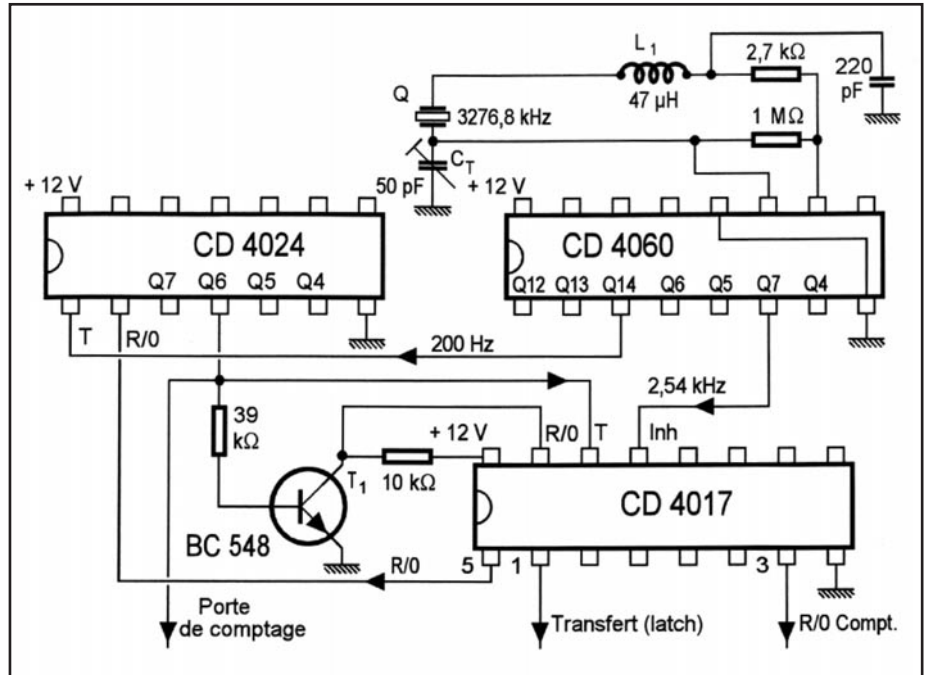 L1
47 µH
2,7 kΩ
220
pF
1 MΩ
Q
3276,8 kHz
CT
50 pF
+ 12 V
+ 12 V
CD 4024
Q7 Q6 Q5 Q4
CD 4060
Q12 Q13 Q14 Q6 Q5 Q7 Q4
T
R/0
200 Hz
2,54 kHz
39
kΩ
+ 12 V
R/0
T
Inh
T1
10 kΩ
BC 548
CD 4017
R/0
5
1
3
Porte
de comptage
Transfert (latch)
R/0 Compt.